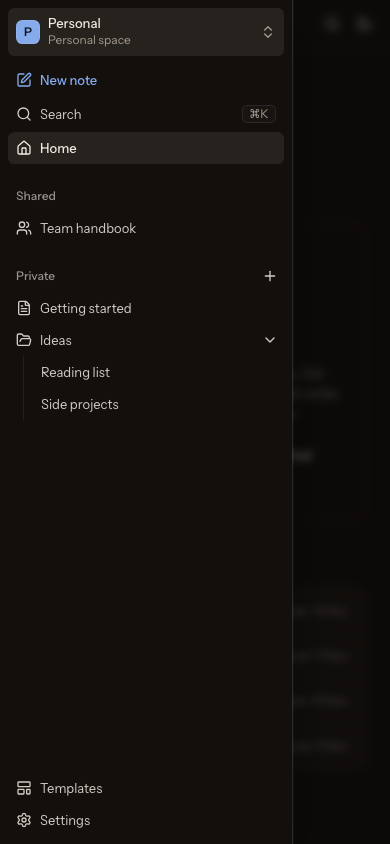 P
Personal
Personal space
New note
Search ⌘K
Home
Shared
Team handbook
Private
Getting started
Ideas
Reading list
Side projects
Templates
Settings